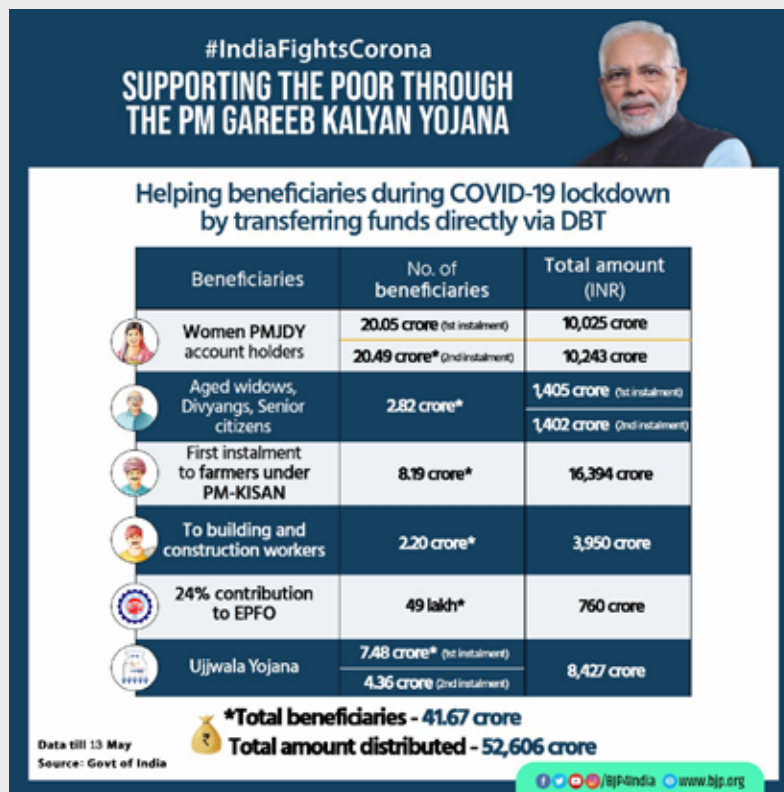 #IndiaFightsCorona
SUPPORTING THE POOR THROUGH
THE PM GAREEB KALYAN YOJANA
Helping beneficiaries during COVID-19 lockdown
by transferring funds directly via DBT
Beneficiaries
No. of
beneficiaries
Total amount
(INR)
Women PMJDY
account holders
20.05 crore (1st instalment)
10,025 crore
20.49 crore* (2nd instalment)
10,243 crore
Aged widows,
Divyangs, Senior
citizens
2.82 crore*
1,405 crore (1st instalment)
1,402 crore (2nd instalment)
First instalment
to farmers under
PM-KISAN
8.19 crore*
16,394 crore
To building and
construction workers
2.20 crore*
3,950 crore
24% contribution
to EPFO
49 lakh*
760 crore
Ujjwala Yojana
7.48 crore* (1st instalment)
4.36 crore (2nd instalment)
8,427 crore
*Total beneficiaries - 41.67 crore
Total amount distributed - 52,606 crore
Data till 13 May
Source: Govt of India
/BJP4India www.bjp.org